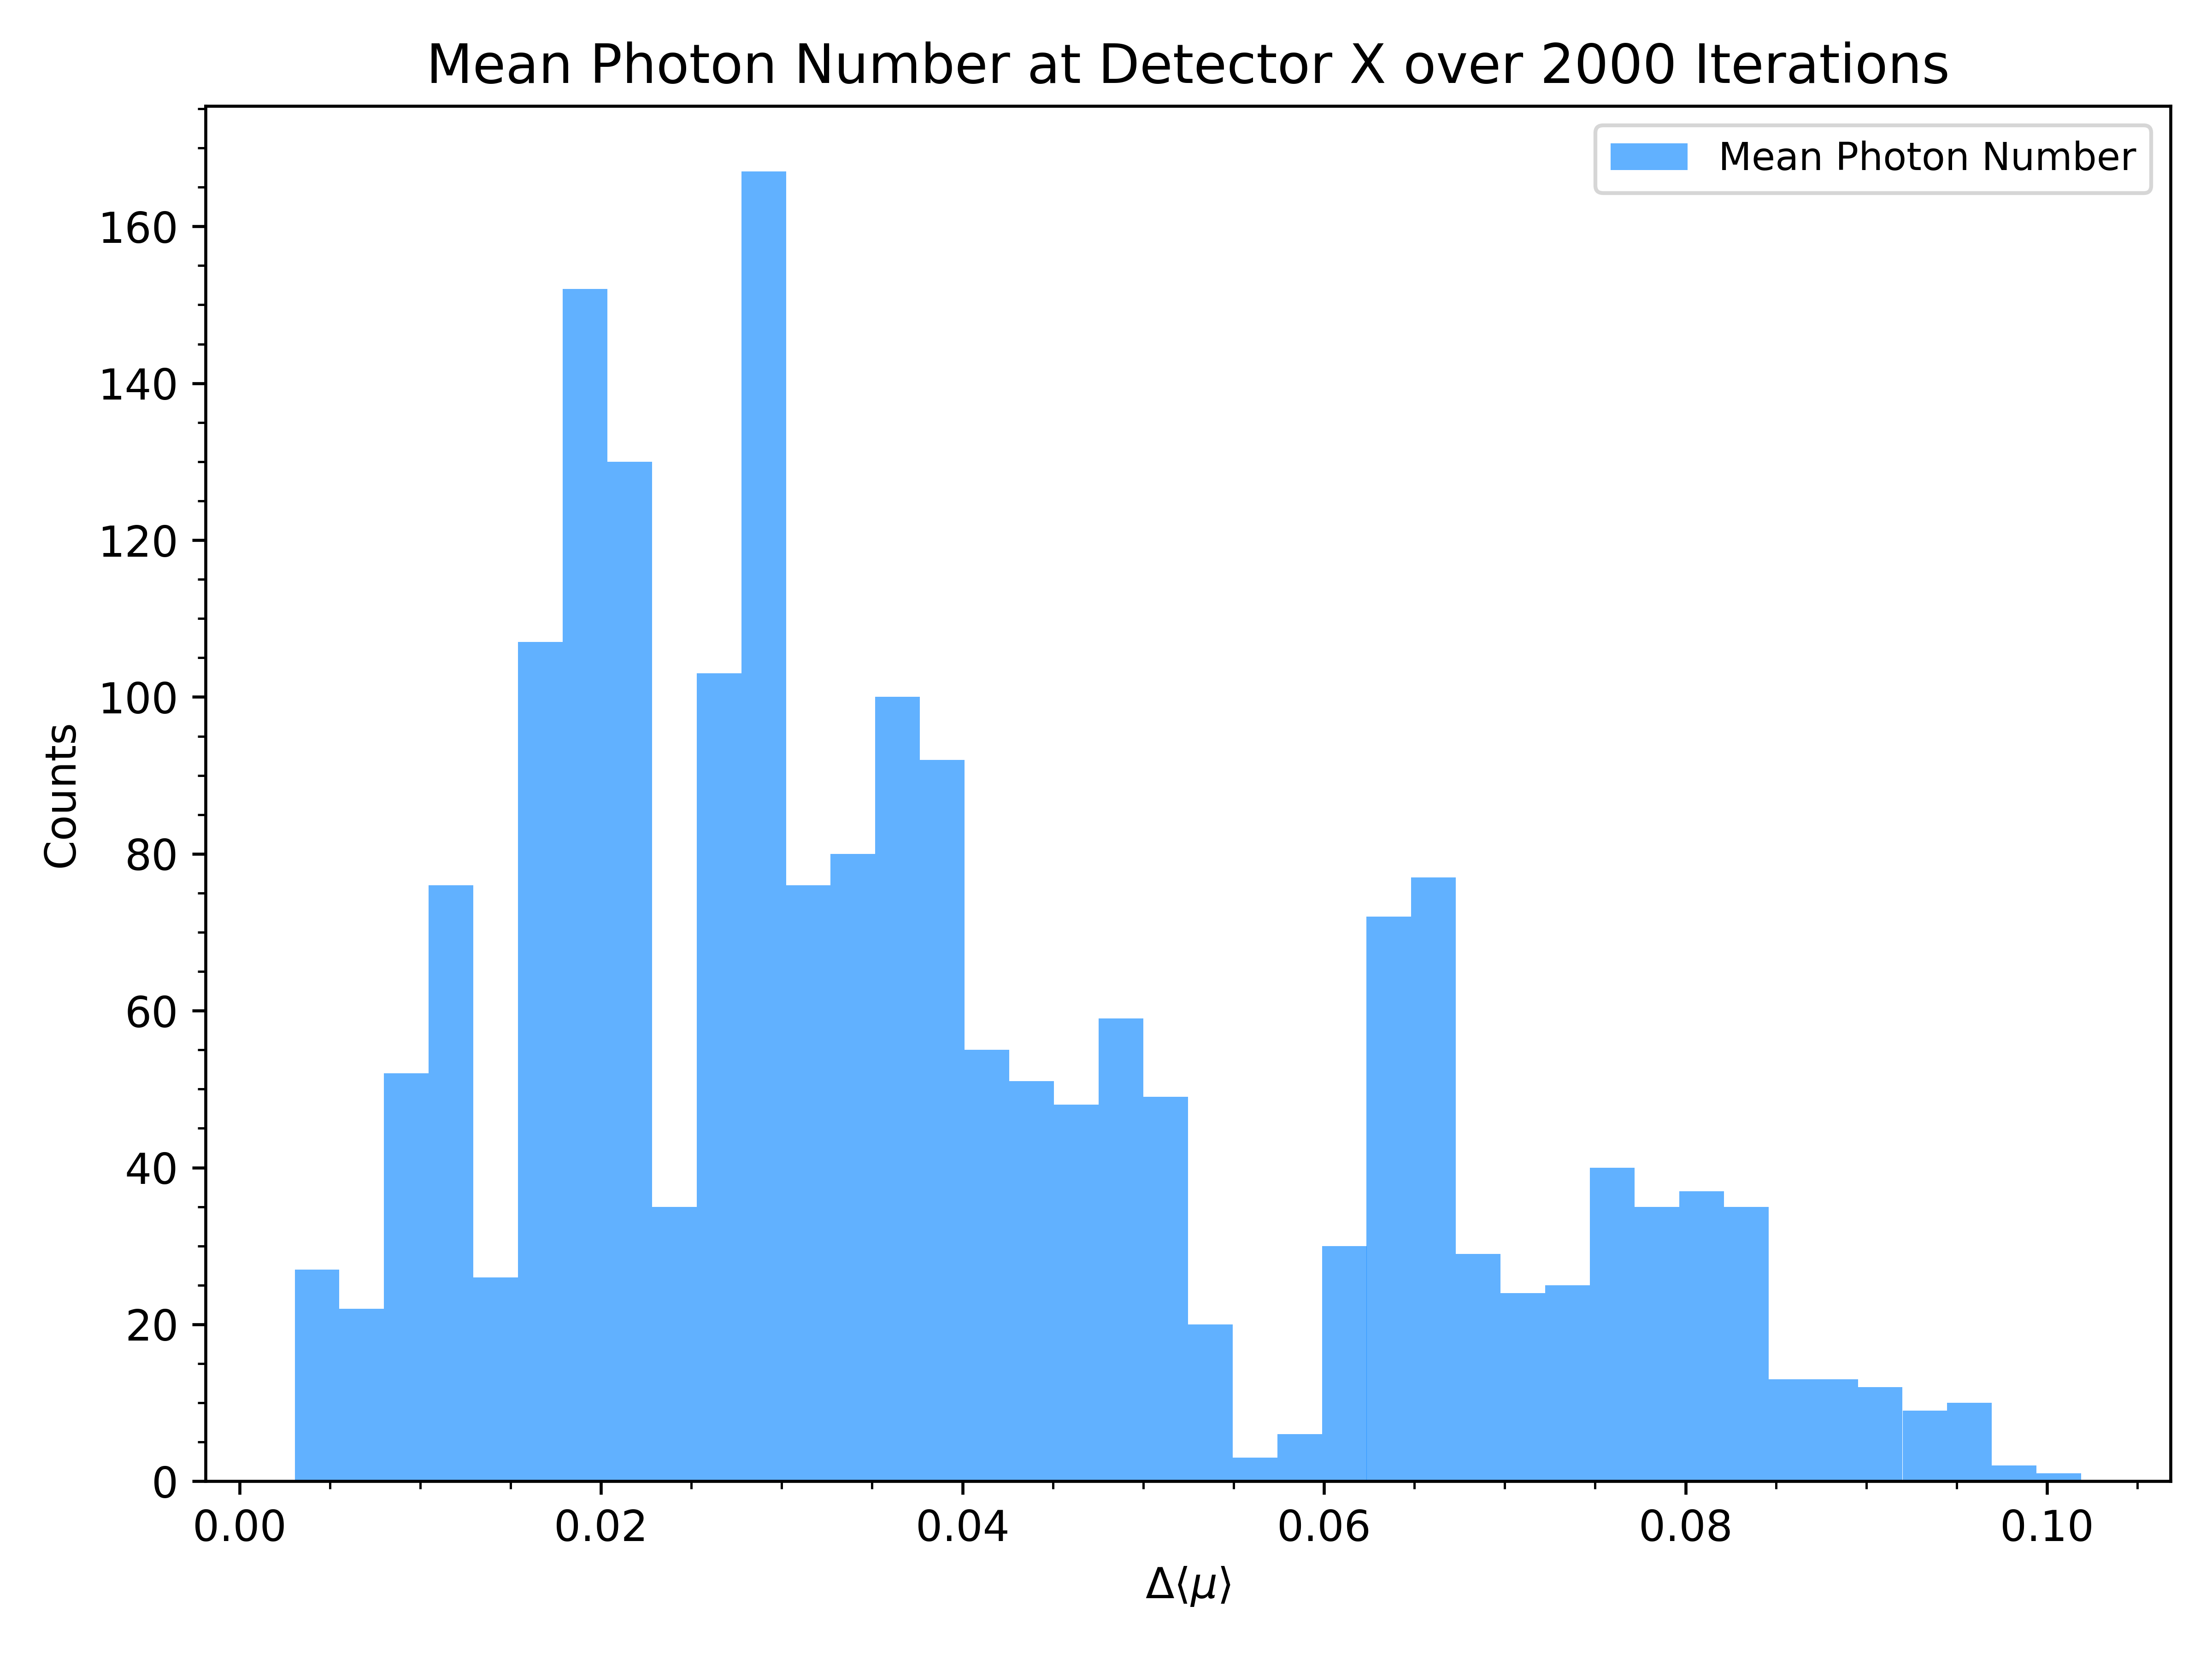 Mean Photon Number at Detector X over 2000 Iterations
Mean Photon Number
160
140
120
100
80
60
40
20
0
Counts
0.00 0.02 0.04 0.06 0.08 0.10
Δ⟨μ⟩